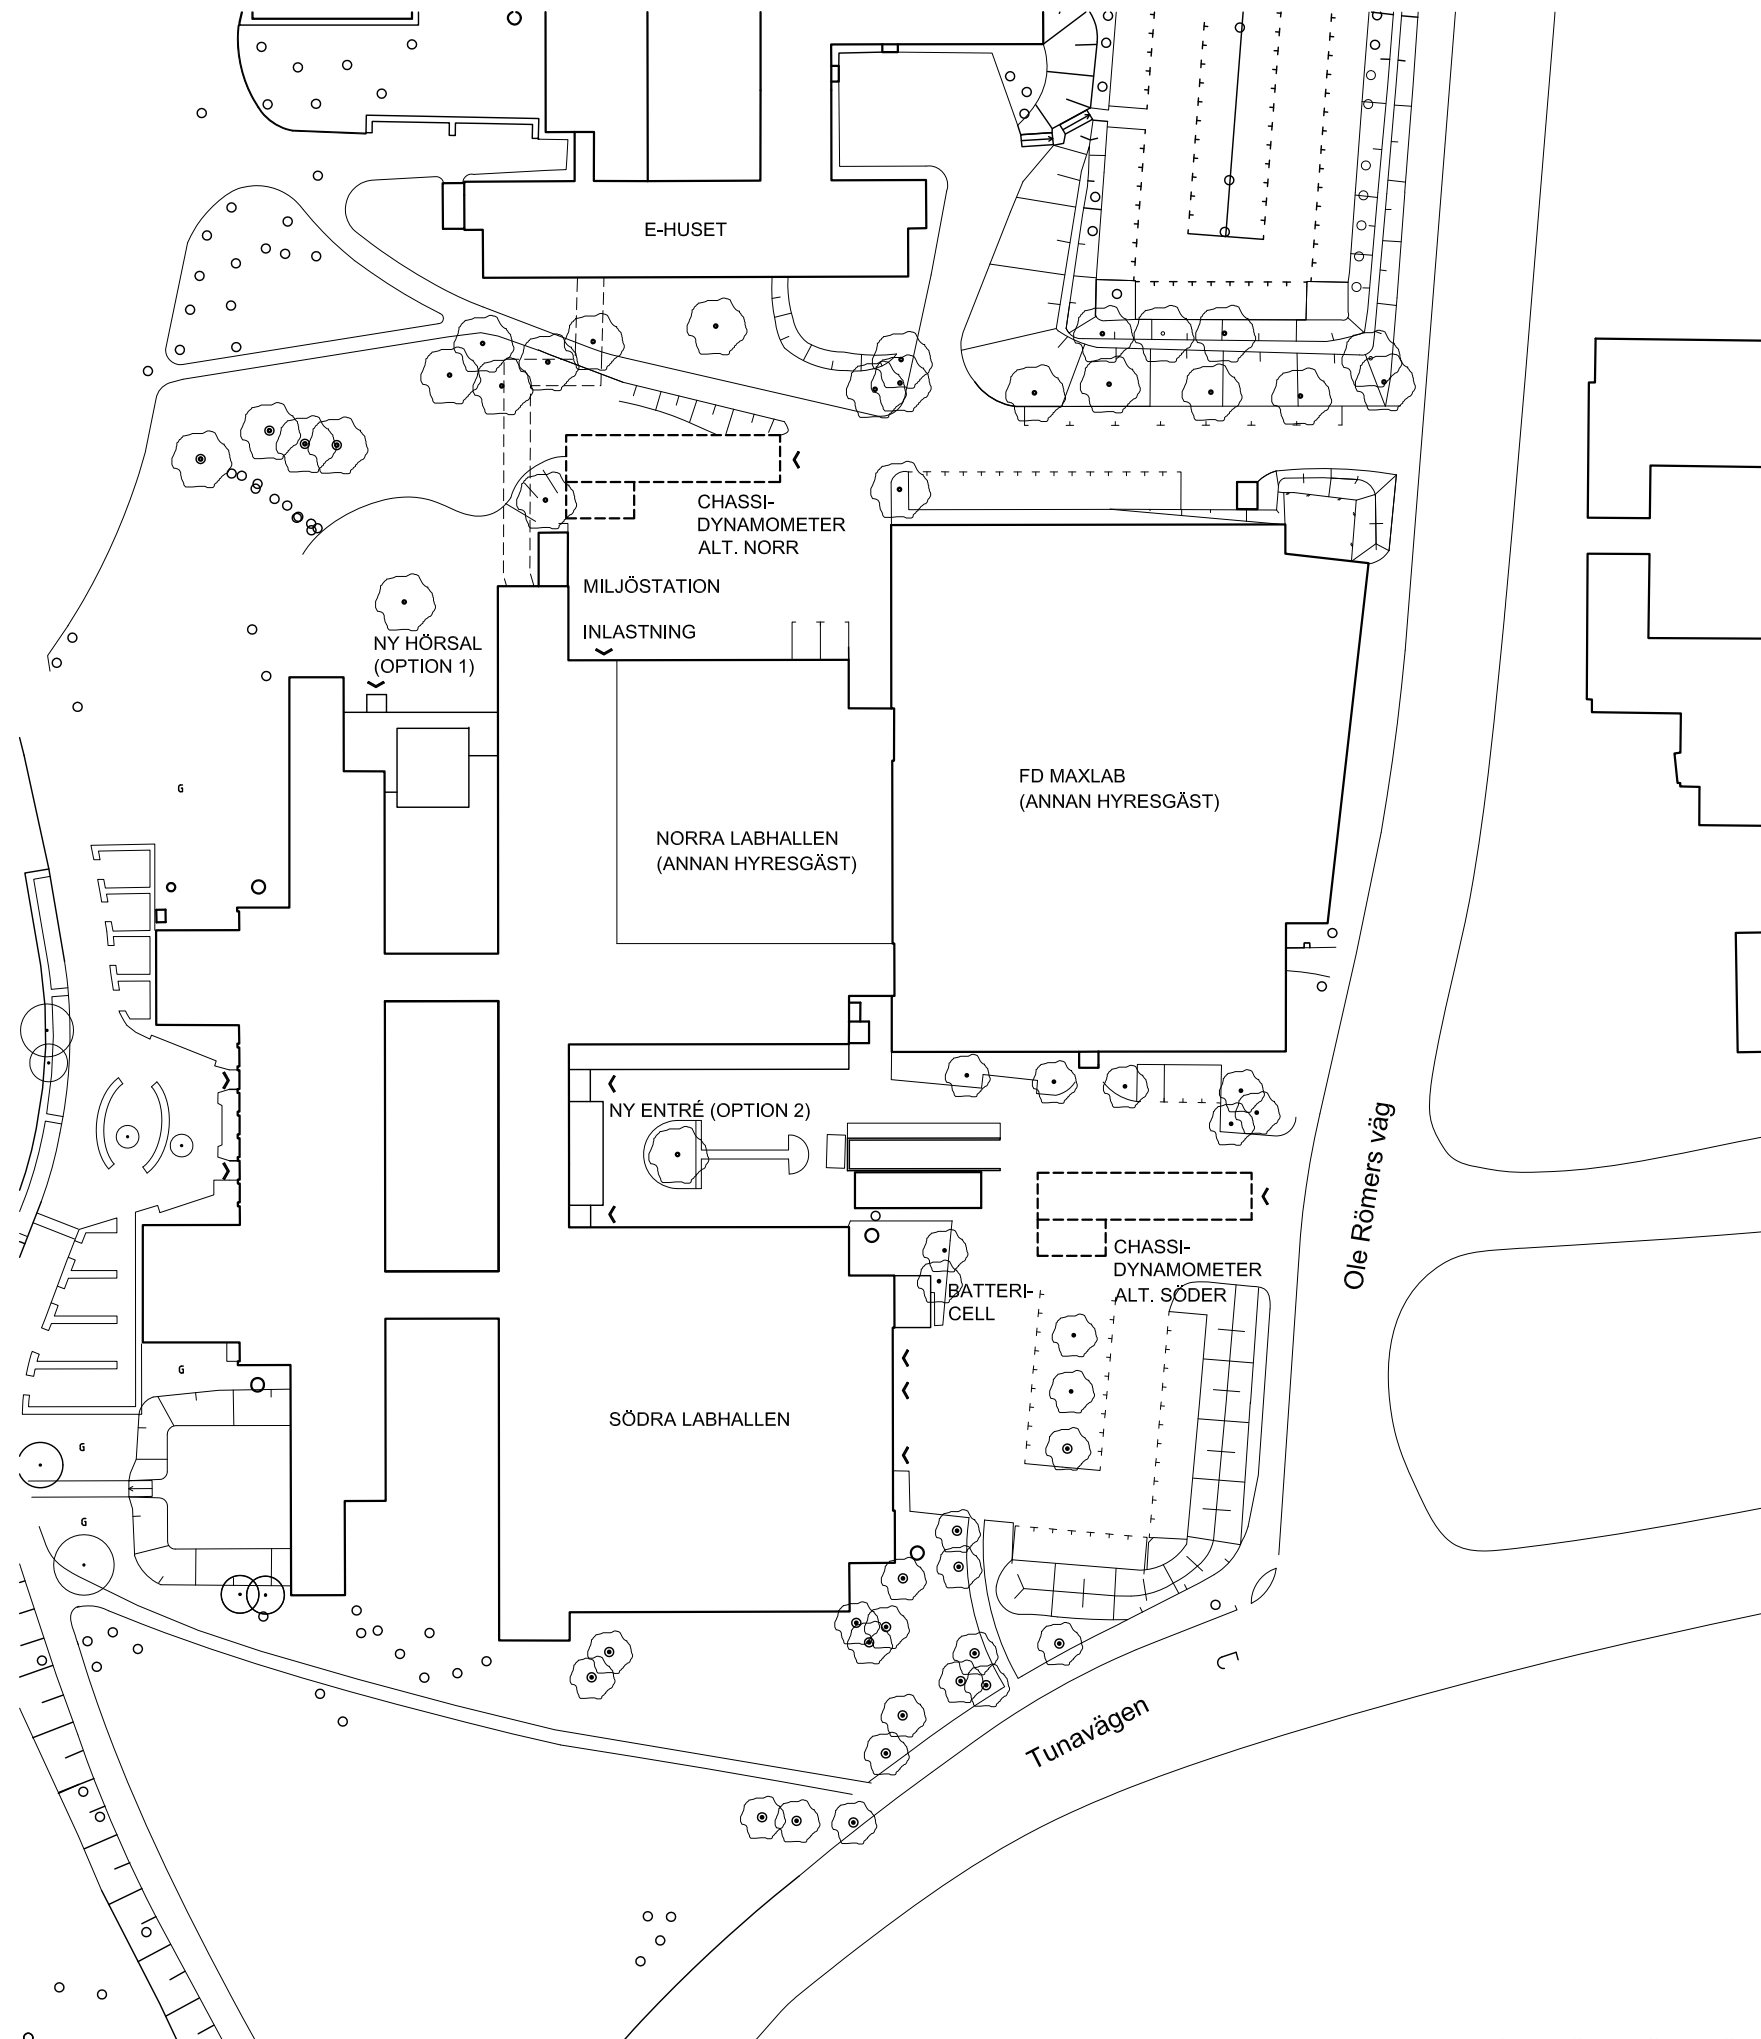 E-HUSET
CHASSI-
DYNAMOMETER
ALT. NORR
MILJÖSTATION
INLASTNING
NY HÖRSAL
(OPTION 1)
FD MAXLAB
(ANNAN HYRESGÄST)
G
NORRA LABHALLEN
(ANNAN HYRESGÄST)
NY ENTRÉ (OPTION 2)
Ole Römers väg
CHASSI-
DYNAMOMETER
ALT. SÖDER
BATTERI-
CELL
G
SÖDRA LABHALLEN
G
G
Tunavägen